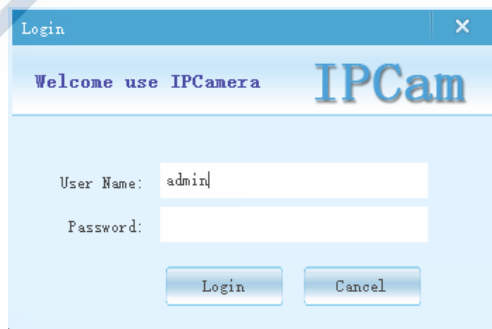 Login
Welcome use IPCamera
IPCam
User Name: admin
Password:
Login Cancel